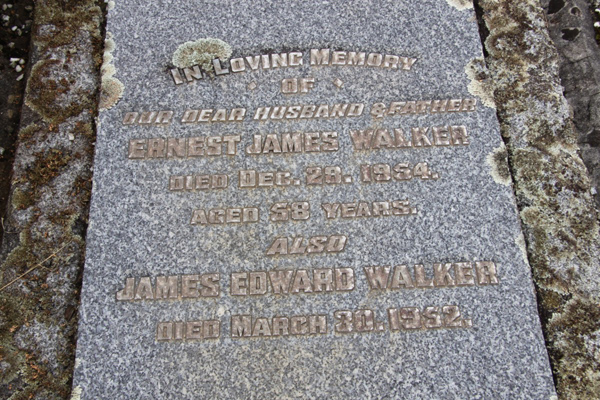 IN LOVING MEMORY
OF
OUR DEAR HUSBAND & FATHER
ERNEST JAMES WALKER
DIED DEC. 29. 1934.
AGED 58 YEARS.
ALSO
JAMES EDWARD WALKER
DIED MARCH 30. 1952.